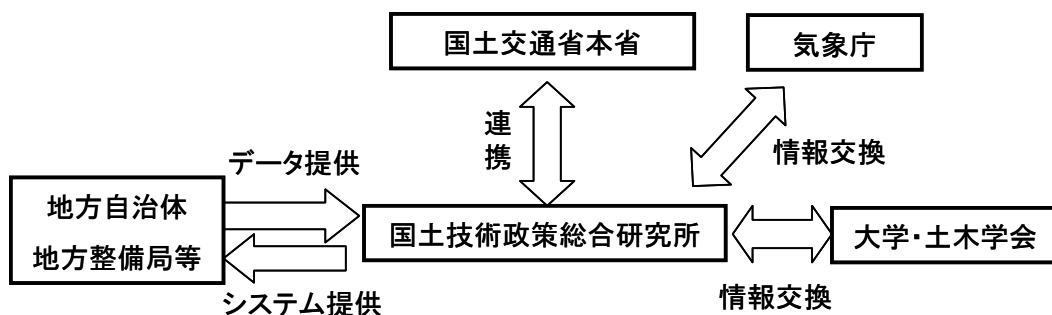 国土交通省本省
気象庁
連携
情報交換
データ提供
地方自治体
地方整備局等
国土技術政策総合研究所
大学・土木学会
システム提供
情報交換